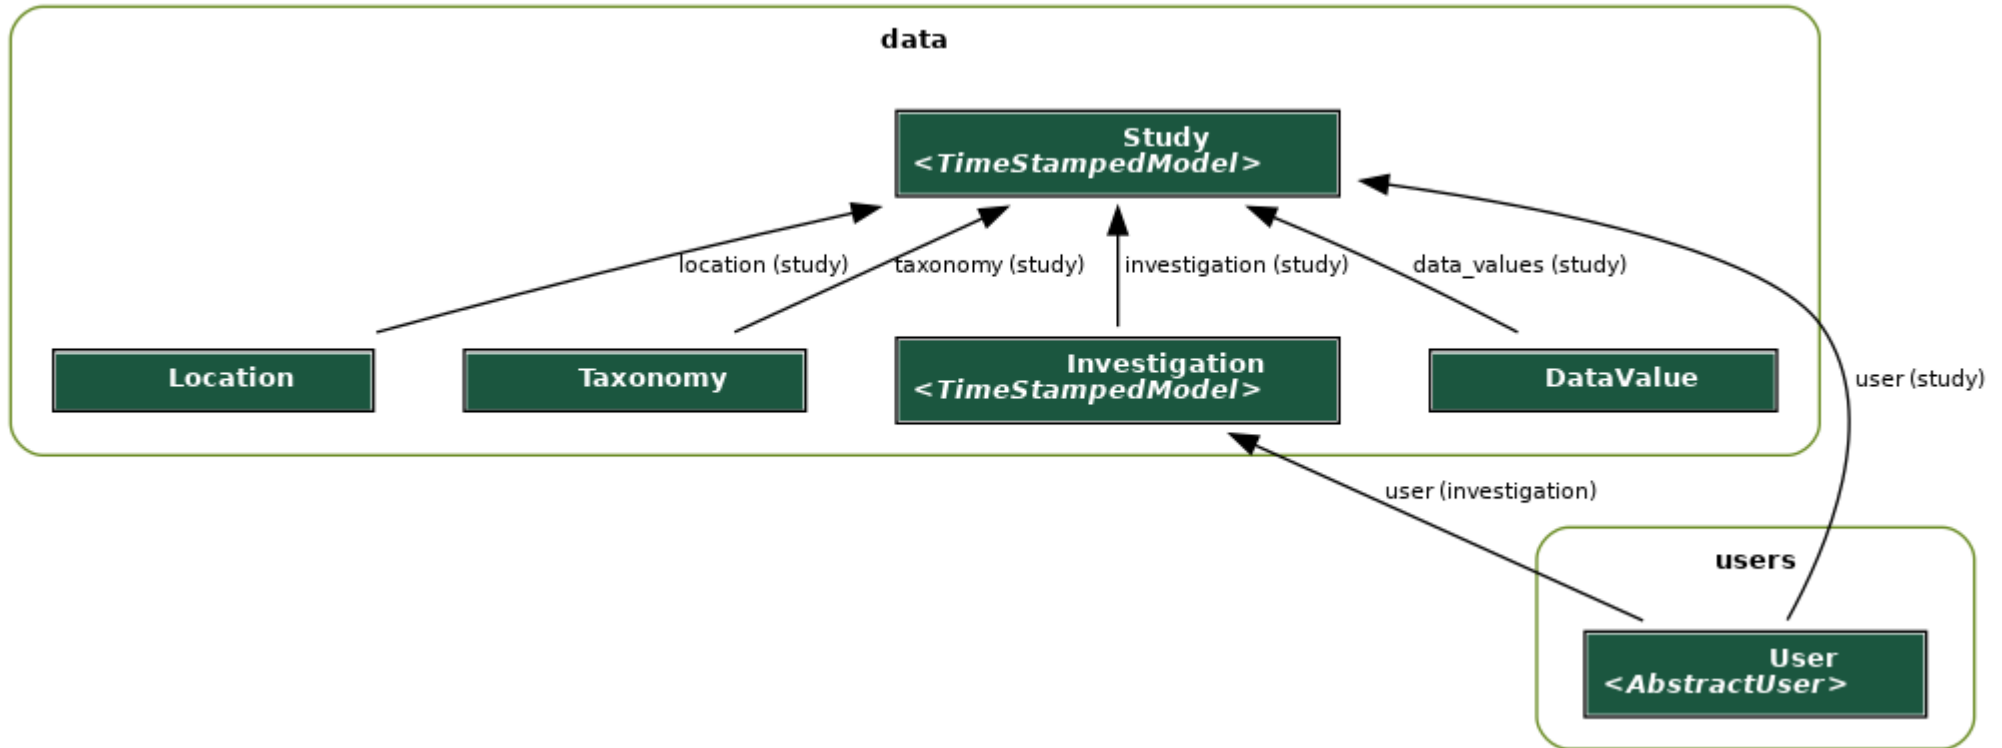 data
Study
<TimeStampedModel>
location (study)
taxonomy (study)
investigation (study)
data_values (study)
Location
Taxonomy
Investigation
<TimeStampedModel>
DataValue
user (study)
user (investigation)
users
User
<AbstractUser>